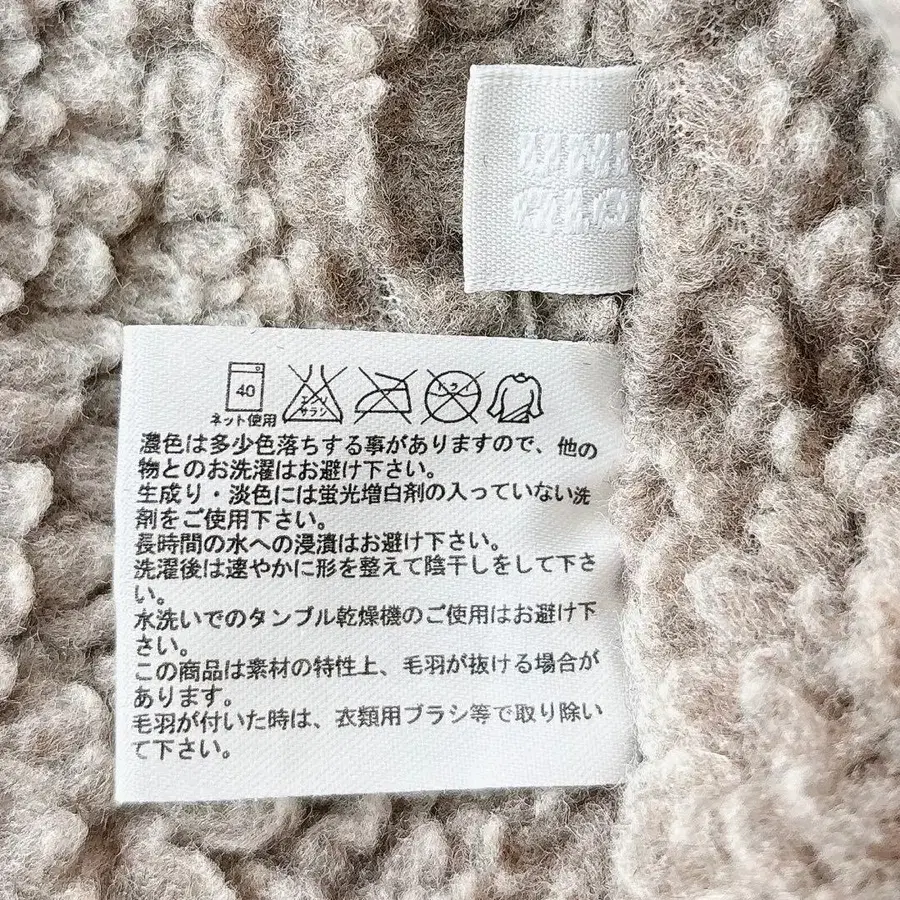 40
ネット使用
エンソ
サラシ
ドライ
濃色は多少色落ちする事がありますので、他の
物とのお洗濯はお避け下さい。
生成り・淡色には蛍光増白剤の入っていない洗
剤をご使用下さい。
長時間の水への浸漬はお避け下さい。
洗濯後は速やかに形を整えて陰干しをして下さ
い。
水洗いでのタンブル乾燥機のご使用はお避け下
さい。
この商品は素材の特性上、毛羽が抜ける場合が
あります。
毛羽が付いた時は、衣類用ブラシ等で取り除い
て下さい。